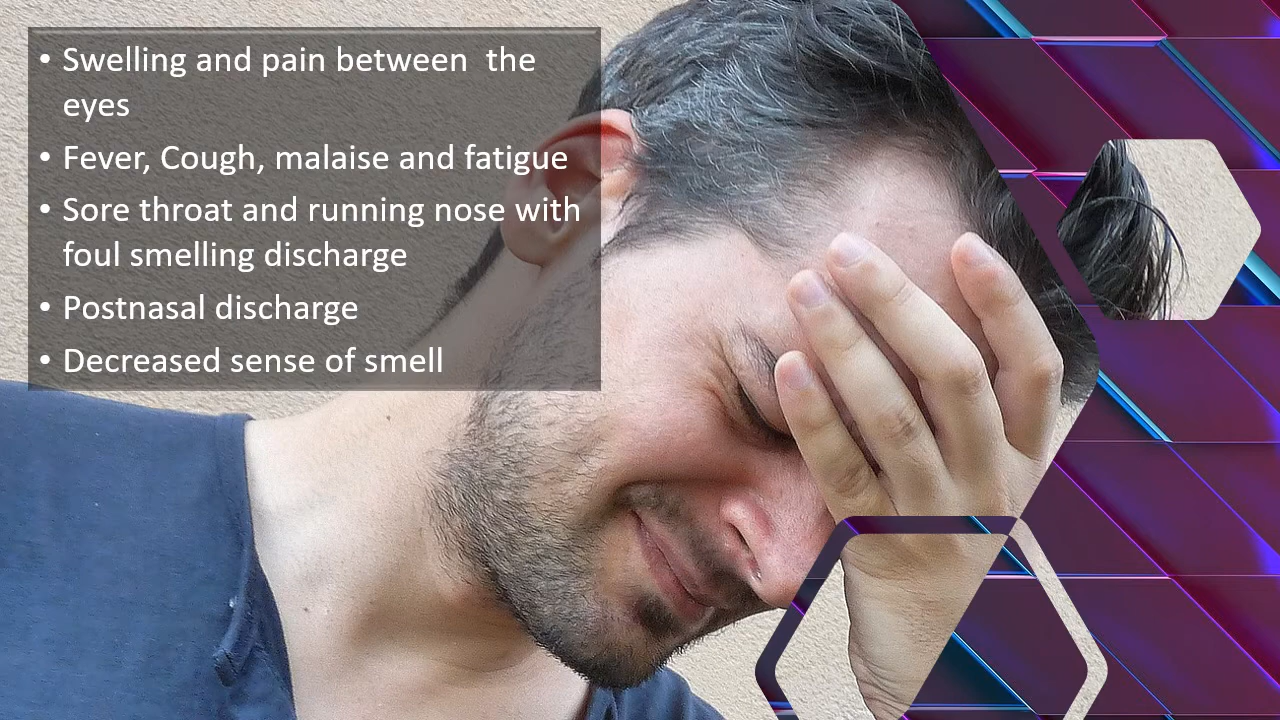 • Swelling and pain between  the
eyes
• Fever, Cough, malaise and fatigue
• Sore throat and running nose with
foul smelling discharge
• Postnasal discharge
• Decreased sense of smell